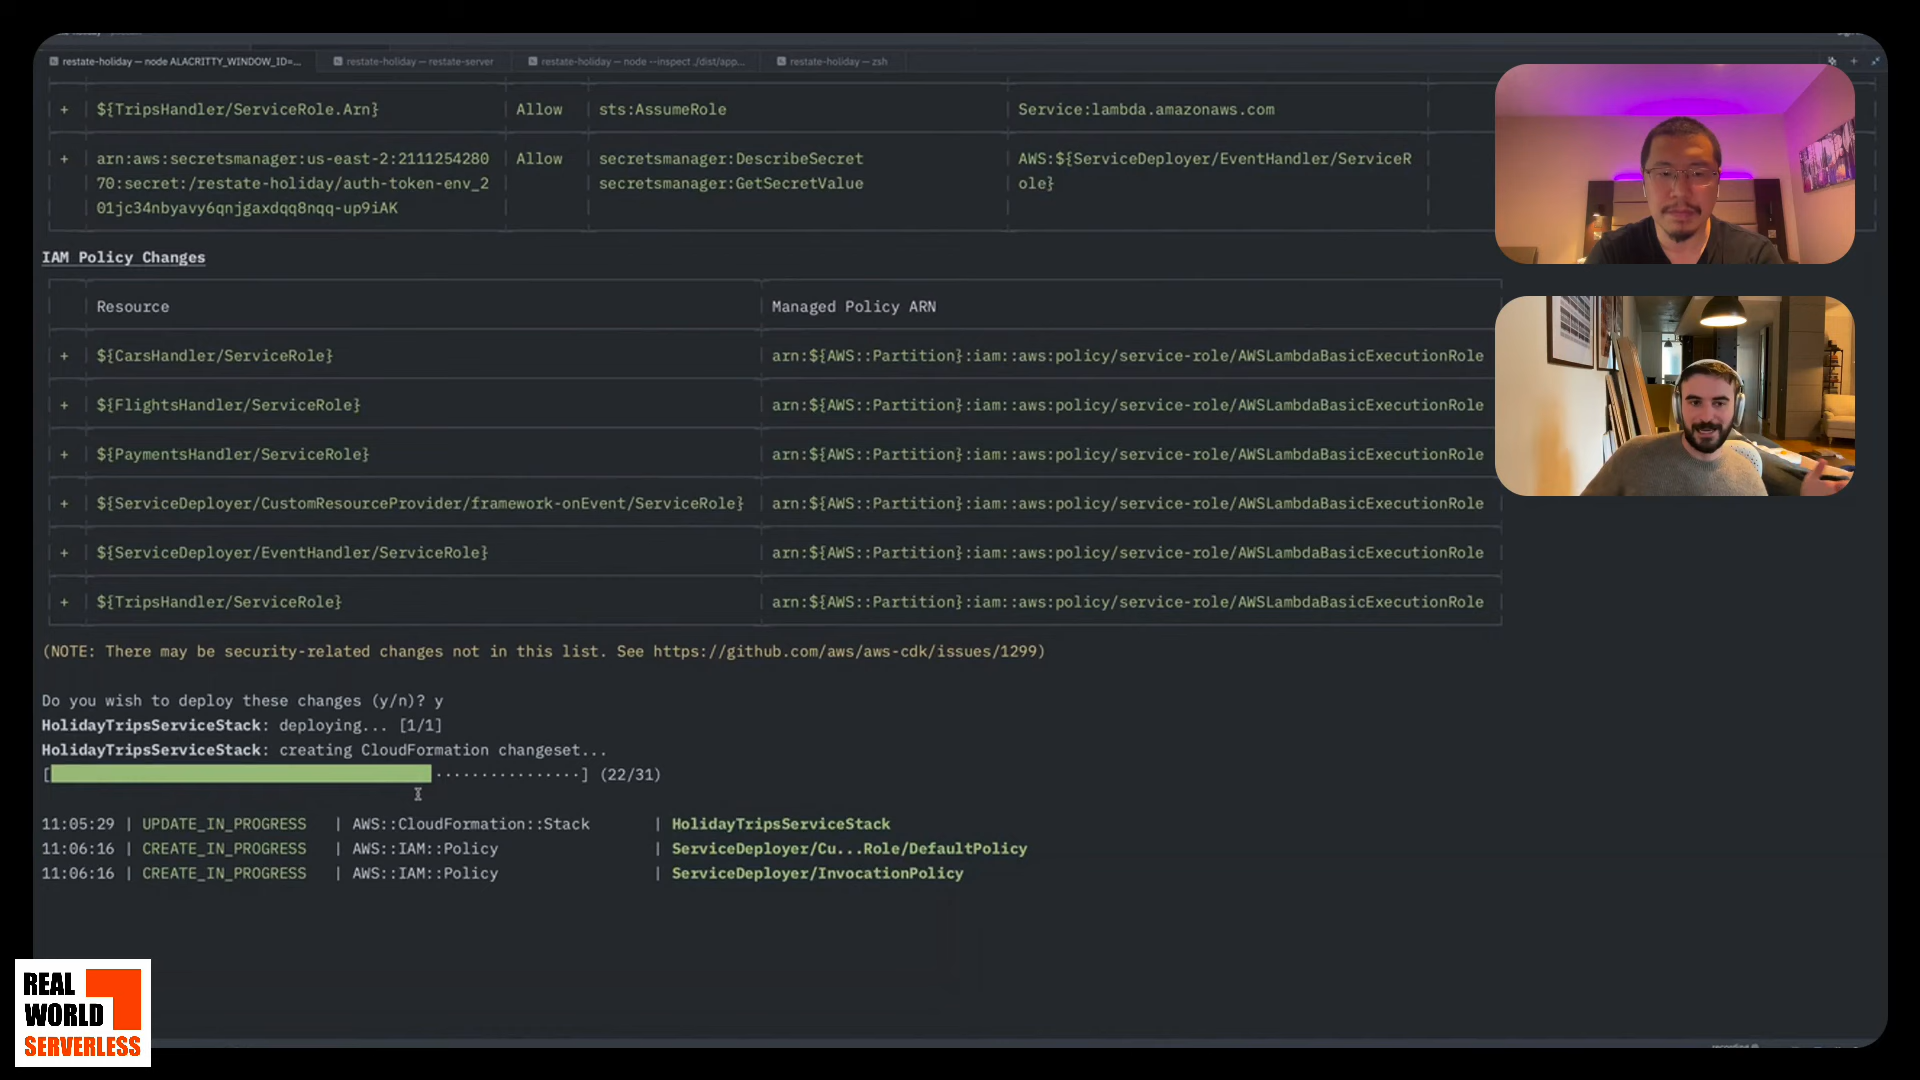 restate-holiday — node ALACRITTY_WINDOW_ID=...
restate-holiday — restate-server
restate-holiday — node --inspect ./dist/app...
restate-holiday — zsh
+ ${TripsHandler/ServiceRole.Arn} Allow sts:AssumeRole Service:lambda.amazonaws.com
+ arn:aws:secretsmanager:us-east-2:2111254280 Allow secretsmanager:DescribeSecret AWS:${ServiceDeployer/EventHandler/ServiceR
70:secret:/restate-holiday/auth-token-env_2 secretsmanager:GetSecretValue ole}
01jc34nbyavy6qnjgaxdqq8nqq-up9iAK
IAM Policy Changes
Resource Managed Policy ARN
+ ${CarsHandler/ServiceRole} arn:${AWS::Partition}:iam::aws:policy/service-role/AWSLambdaBasicExecutionRole
+ ${FlightsHandler/ServiceRole} arn:${AWS::Partition}:iam::aws:policy/service-role/AWSLambdaBasicExecutionRole
+ ${PaymentsHandler/ServiceRole} arn:${AWS::Partition}:iam::aws:policy/service-role/AWSLambdaBasicExecutionRole
+ ${ServiceDeployer/CustomResourceProvider/framework-onEvent/ServiceRole} arn:${AWS::Partition}:iam::aws:policy/service-role/AWSLambdaBasicExecutionRole
+ ${ServiceDeployer/EventHandler/ServiceRole} arn:${AWS::Partition}:iam::aws:policy/service-role/AWSLambdaBasicExecutionRole
+ ${TripsHandler/ServiceRole} arn:${AWS::Partition}:iam::aws:policy/service-role/AWSLambdaBasicExecutionRole
(NOTE: There may be security-related changes not in this list. See https://github.com/aws/aws-cdk/issues/1299)
Do you wish to deploy these changes (y/n)? y
HolidayTripsServiceStack: deploying... [1/1]
HolidayTripsServiceStack: creating CloudFormation changeset...
[················] (22/31)
11:05:29 | UPDATE_IN_PROGRESS | AWS::CloudFormation::Stack | HolidayTripsServiceStack
11:06:16 | CREATE_IN_PROGRESS | AWS::IAM::Policy | ServiceDeployer/Cu...Role/DefaultPolicy
11:06:16 | CREATE_IN_PROGRESS | AWS::IAM::Policy | ServiceDeployer/InvocationPolicy
REAL
WORLD
SERVERLESS